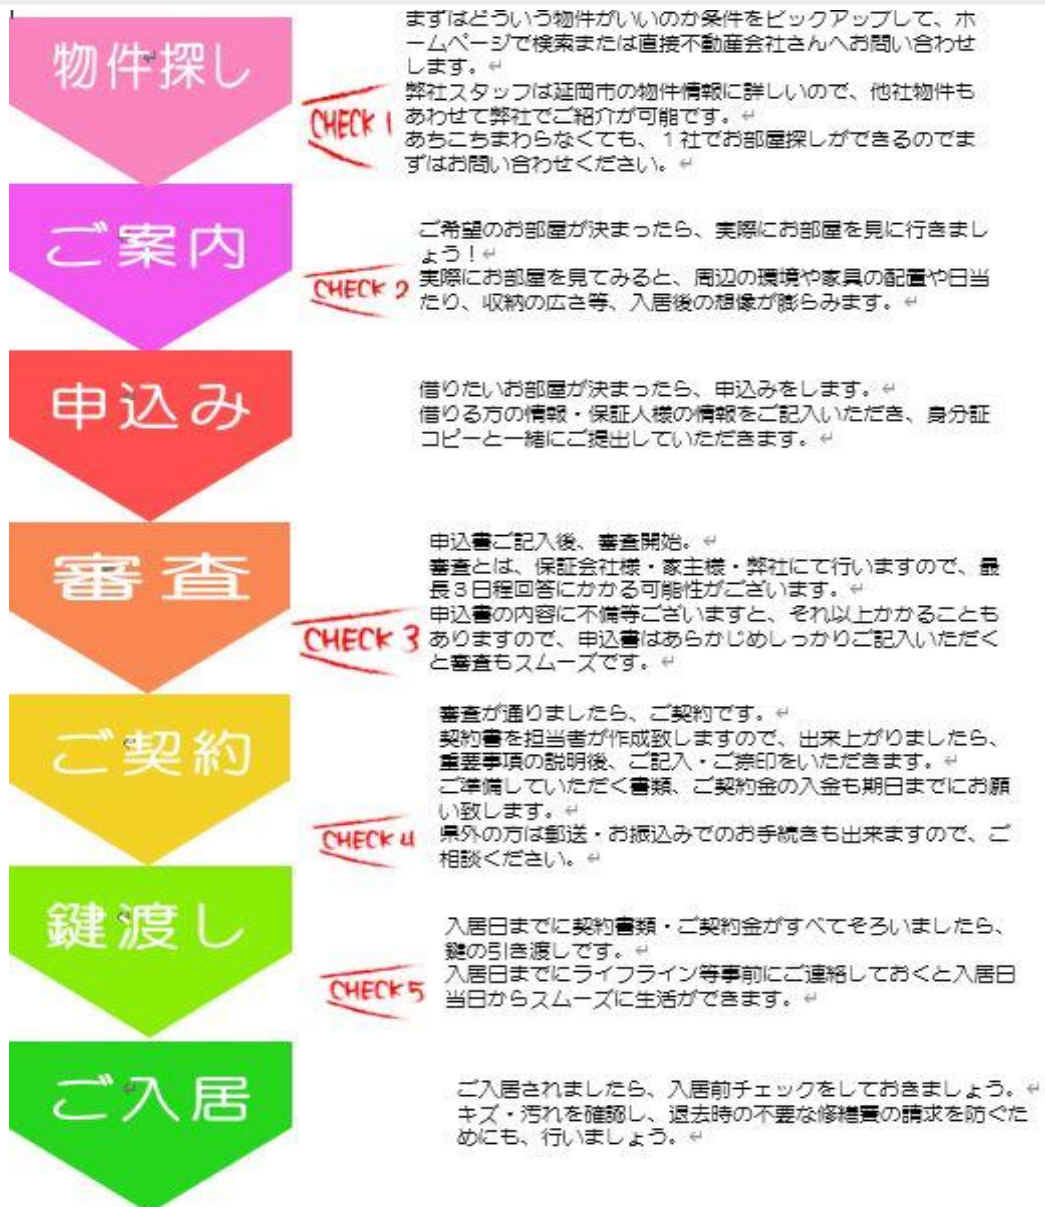 物件探し
まずはどういう物件がいいのか条件をピックアップして、ホ
ームページで検索または直接不動産会社さんへお問い合わせ
します。
CHECK 1
弊社スタッフは延岡市の物件情報に詳しいので、他社物件も
あわせて弊社でご紹介が可能です。
あちこちまわらなくても、１社でお部屋探しができるのでま
ずはお問い合わせください。
ご案内
ご希望のお部屋が決まったら、実際にお部屋を見に行きまし
ょう！
CHECK 2
実際にお部屋を見てみると、周辺の環境や家具の配置や日当
たり、収納の広さ等、入居後の想像が膨らみます。
申込み
借りたいお部屋が決まったら、申込みをします。
借りる方の情報・保証人様の情報をご記入いただき、身分証
コピーと一緒にご提出していただきます。
審査
申込書ご記入後、審査開始。
審査とは、保証会社様・家主様・弊社にて行いますので、最
長３日程回答にかかる可能性がございます。
CHECK 3
申込書の内容に不備等ございますと、それ以上かかることも
ありますので、申込書はあらかじめしっかりご記入いただく
と審査もスムーズです。
ご契約
審査が通りましたら、ご契約です。
契約書を担当者が作成致しますので、出来上がりましたら、
重要事項の説明後、ご記入・ご捺印をいただきます。
ご準備していただく書類、ご契約金の入金も期日までにお願
い致します。
CHECK 4
県外の方は郵送・お振込みでのお手続きも出来ますので、ご
相談ください。
鍵渡し
入居日までに契約書類・ご契約金がすべてそろいましたら、
鍵の引き渡しです。
CHECK 5
入居日までにライフライン等事前にご連絡しておくと入居日
当日からスムーズに生活ができます。
ご入居
ご入居されましたら、入居前チェックをしておきましょう。
キズ・汚れを確認し、退去時の不要な修繕費の請求を防ぐた
めにも、行いましょう。